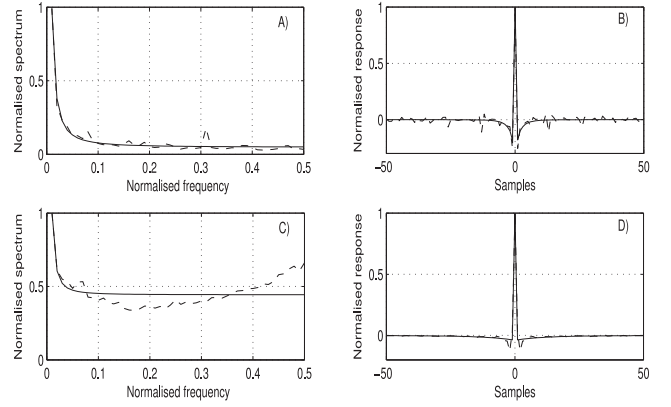 Normalised spectrum
1
0.5
0
A)
0 0.1 0.2 0.3 0.4 0.5
Normalised frequency
Normalised response
1
0.5
0
B)
−50 0 50
Samples
Normalised spectrum
1
0.5
0
C)
0 0.1 0.2 0.3 0.4 0.5
Normalised frequency
Normalised response
1
0.5
0
D)
−50 0 50
Samples